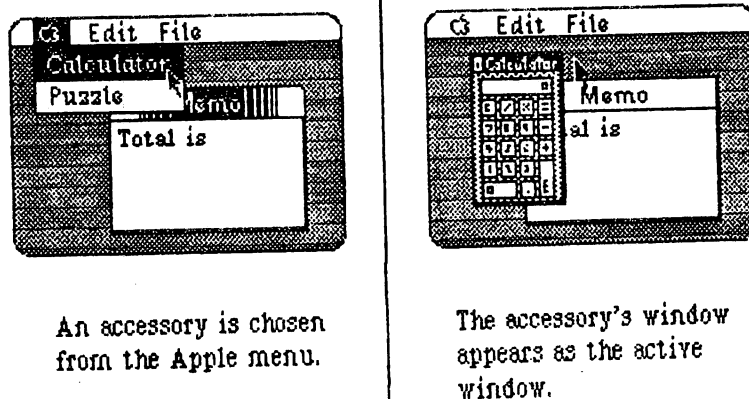 Edit File
Calculator
Puzzle
Memo
Total is
An accessory is chosen
from the Apple menu.
Edit File
Calculator
Memo
al is
The accessory's window
appears as the active
window.